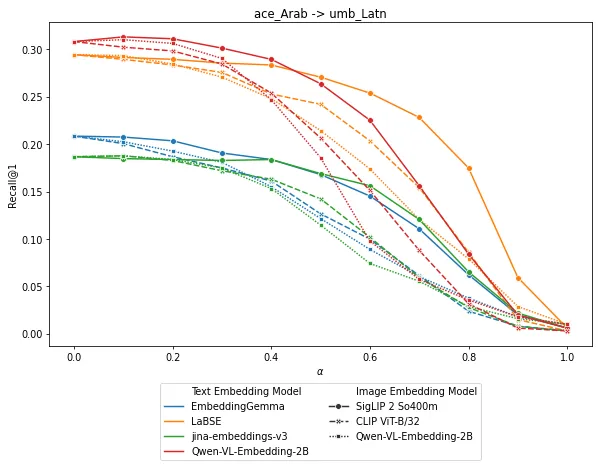 ace_Arab -> umb_Latn
Recall@1
0.30
0.25
0.20
0.15
0.10
0.05
0.00
0.0 0.2 0.4 0.6 0.8 1.0
α
Text Embedding Model Image Embedding Model
EmbeddingGemma SigLIP 2 So400m
LaBSE CLIP ViT-B/32
jina-embeddings-v3 Qwen-VL-Embedding-2B
Qwen-VL-Embedding-2B